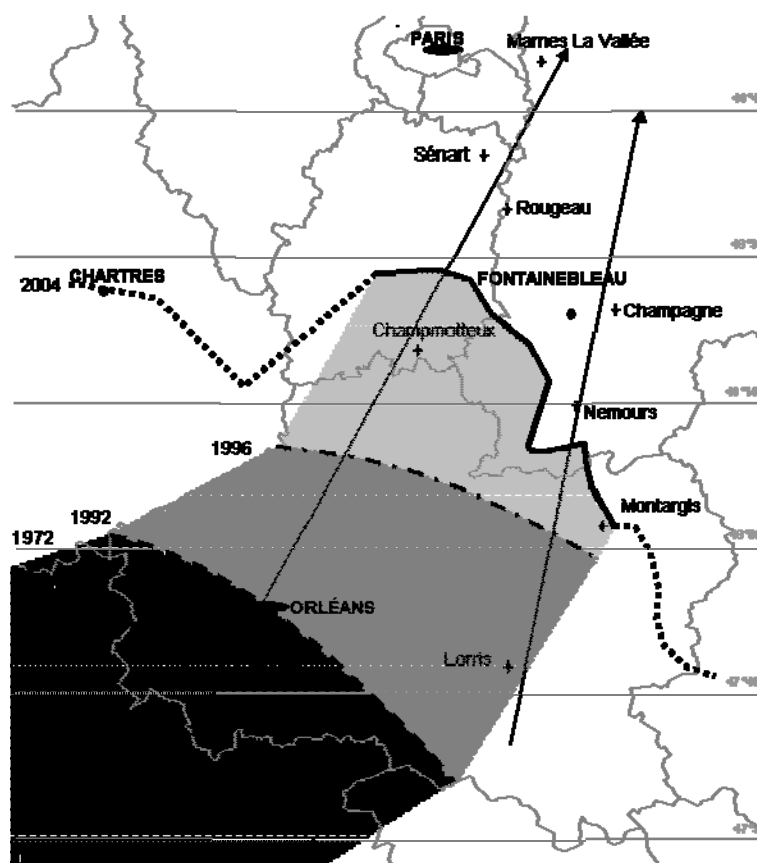 PARIS
Marnes La Vallée
Sénart
Rougeau
CHARTRES
2004
FONTAINEBLEAU
Champagne
Champmotteux
Nemours
1996
Montargis
1992
1972
ORLÉANS
Lorris